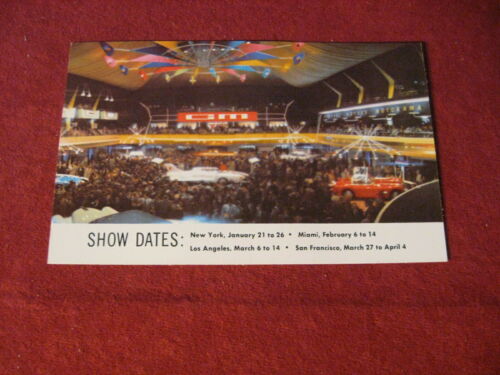 GM
SHOW DATES:
New York, January 21 to 26 • Miami, February 6 to 14
Los Angeles, March 6 to 14 • San Francisco, March 27 to April 4